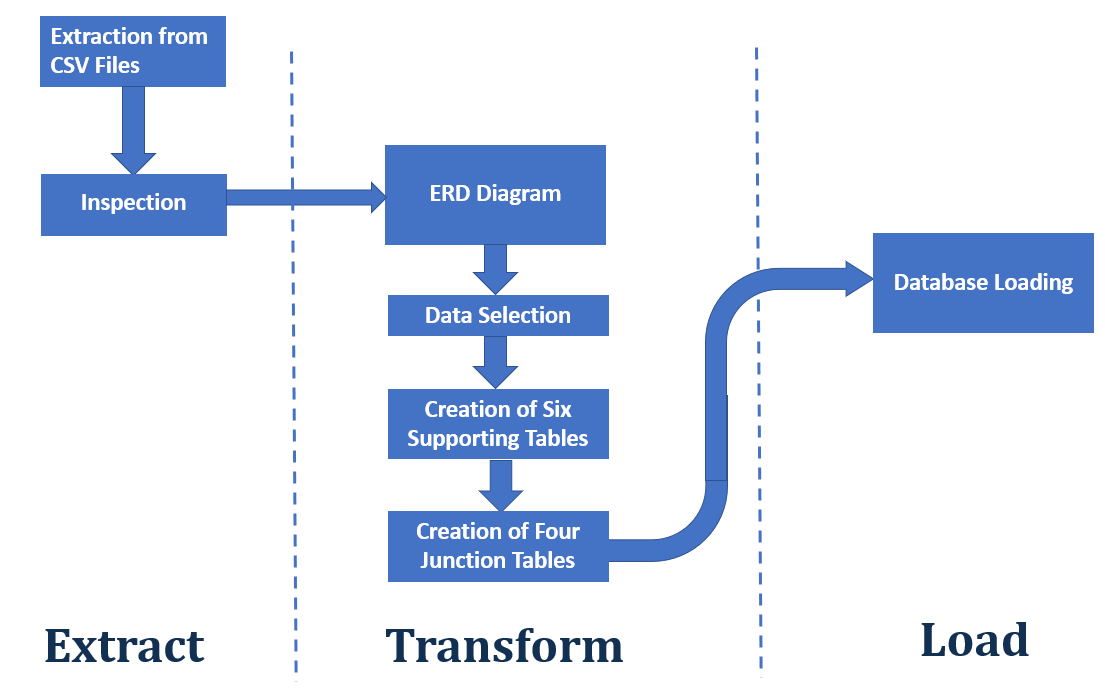 Extraction from
CSV Files
Inspection
ERD Diagram
Data Selection
Creation of Six
Supporting Tables
Creation of Four
Junction Tables
Database Loading
Extract
Transform
Load